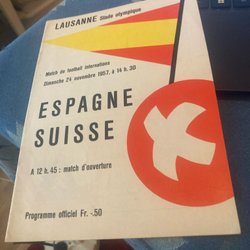 LAUSANNE Stade olympique
Match de football international
Dimanche 24 novembre 1957, à 14 h. 30
ESPAGNE
SUISSE
A 12 h. 45 : match d'ouverture
Programme officiel Fr. -.50